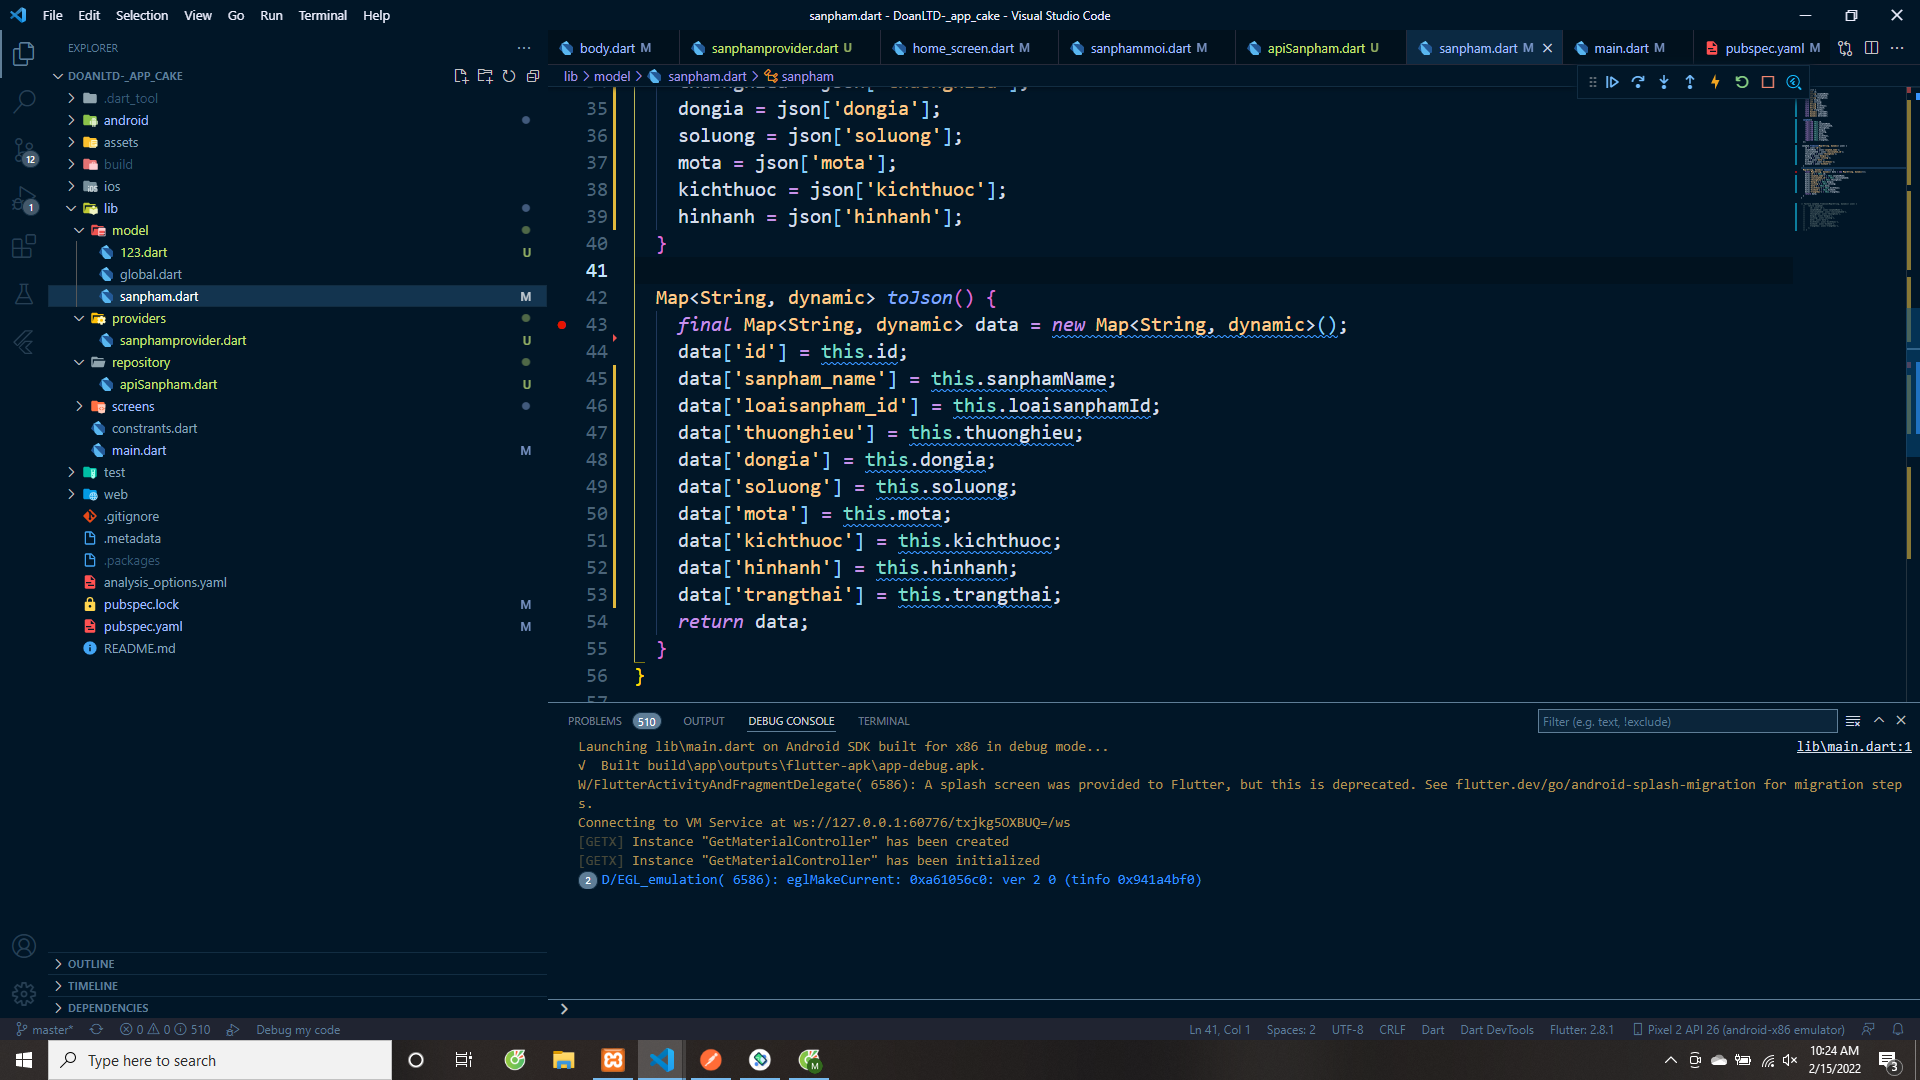 File Edit Selection View Go Run Terminal Help
sanpham.dart - DoanLTD-_app_cake - Visual Studio Code
EXPLORER
DOANLTD-_APP_CAKE
.dart_tool
android
assets
build
ios
lib
model
123.dart U
global.dart
sanpham.dart M
providers
sanphamprovider.dart U
repository
apiSanpham.dart U
screens
constrants.dart
main.dart M
test
web
.gitignore
.metadata
.packages
analysis_options.yaml
pubspec.lock M
pubspec.yaml M
README.md
OUTLINE
TIMELINE
DEPENDENCIES
12
1
body.dart M sanphamprovider.dart U home_screen.dart M sanphammoi.dart M apiSanpham.dart U sanpham.dart M main.dart M pubspec.yaml M
lib > model > sanpham.dart > sanpham
35 dongia = json['dongia'];
36 soluong = json['soluong'];
37 mota = json['mota'];
38 kichthuoc = json['kichthuoc'];
39 hinhanh = json['hinhanh'];
40 }
41
42 Map<String, dynamic> toJson() {
43 final Map<String, dynamic> data = new Map<String, dynamic>();
44 data['id'] = this.id;
45 data['sanpham_name'] = this.sanphamName;
46 data['loaisanpham_id'] = this.loaisanphamId;
47 data['thuonghieu'] = this.thuonghieu;
48 data['dongia'] = this.dongia;
49 data['soluong'] = this.soluong;
50 data['mota'] = this.mota;
51 data['kichthuoc'] = this.kichthuoc;
52 data['hinhanh'] = this.hinhanh;
53 data['trangthai'] = this.trangthai;
54 return data;
55 }
56 }
57
PROBLEMS 510 OUTPUT DEBUG CONSOLE TERMINAL
Filter (e.g. text, !exclude)
Launching lib\main.dart on Android SDK built for x86 in debug mode... lib\main.dart:1
√ Built build\app\outputs\flutter-apk\app-debug.apk.
W/FlutterActivityAndFragmentDelegate( 6586): A splash screen was provided to Flutter, but this is deprecated. See flutter.dev/go/android-splash-migration for migration step
s.
Connecting to VM Service at ws://127.0.0.1:60776/txjkg5OXBUQ=/ws
[GETX] Instance "GetMaterialController" has been created
[GETX] Instance "GetMaterialController" has been initialized
2 D/EGL_emulation( 6586): eglMakeCurrent: 0xa61056c0: ver 2 0 (tinfo 0x941a4bf0)
master* 0 0 510 Debug my code Ln 41, Col 1 Spaces: 2 UTF-8 CRLF Dart Dart DevTools Flutter: 2.8.1 Pixel 2 API 26 (android-x86 emulator)
Type here to search
10:24 AM
2/15/2022
3